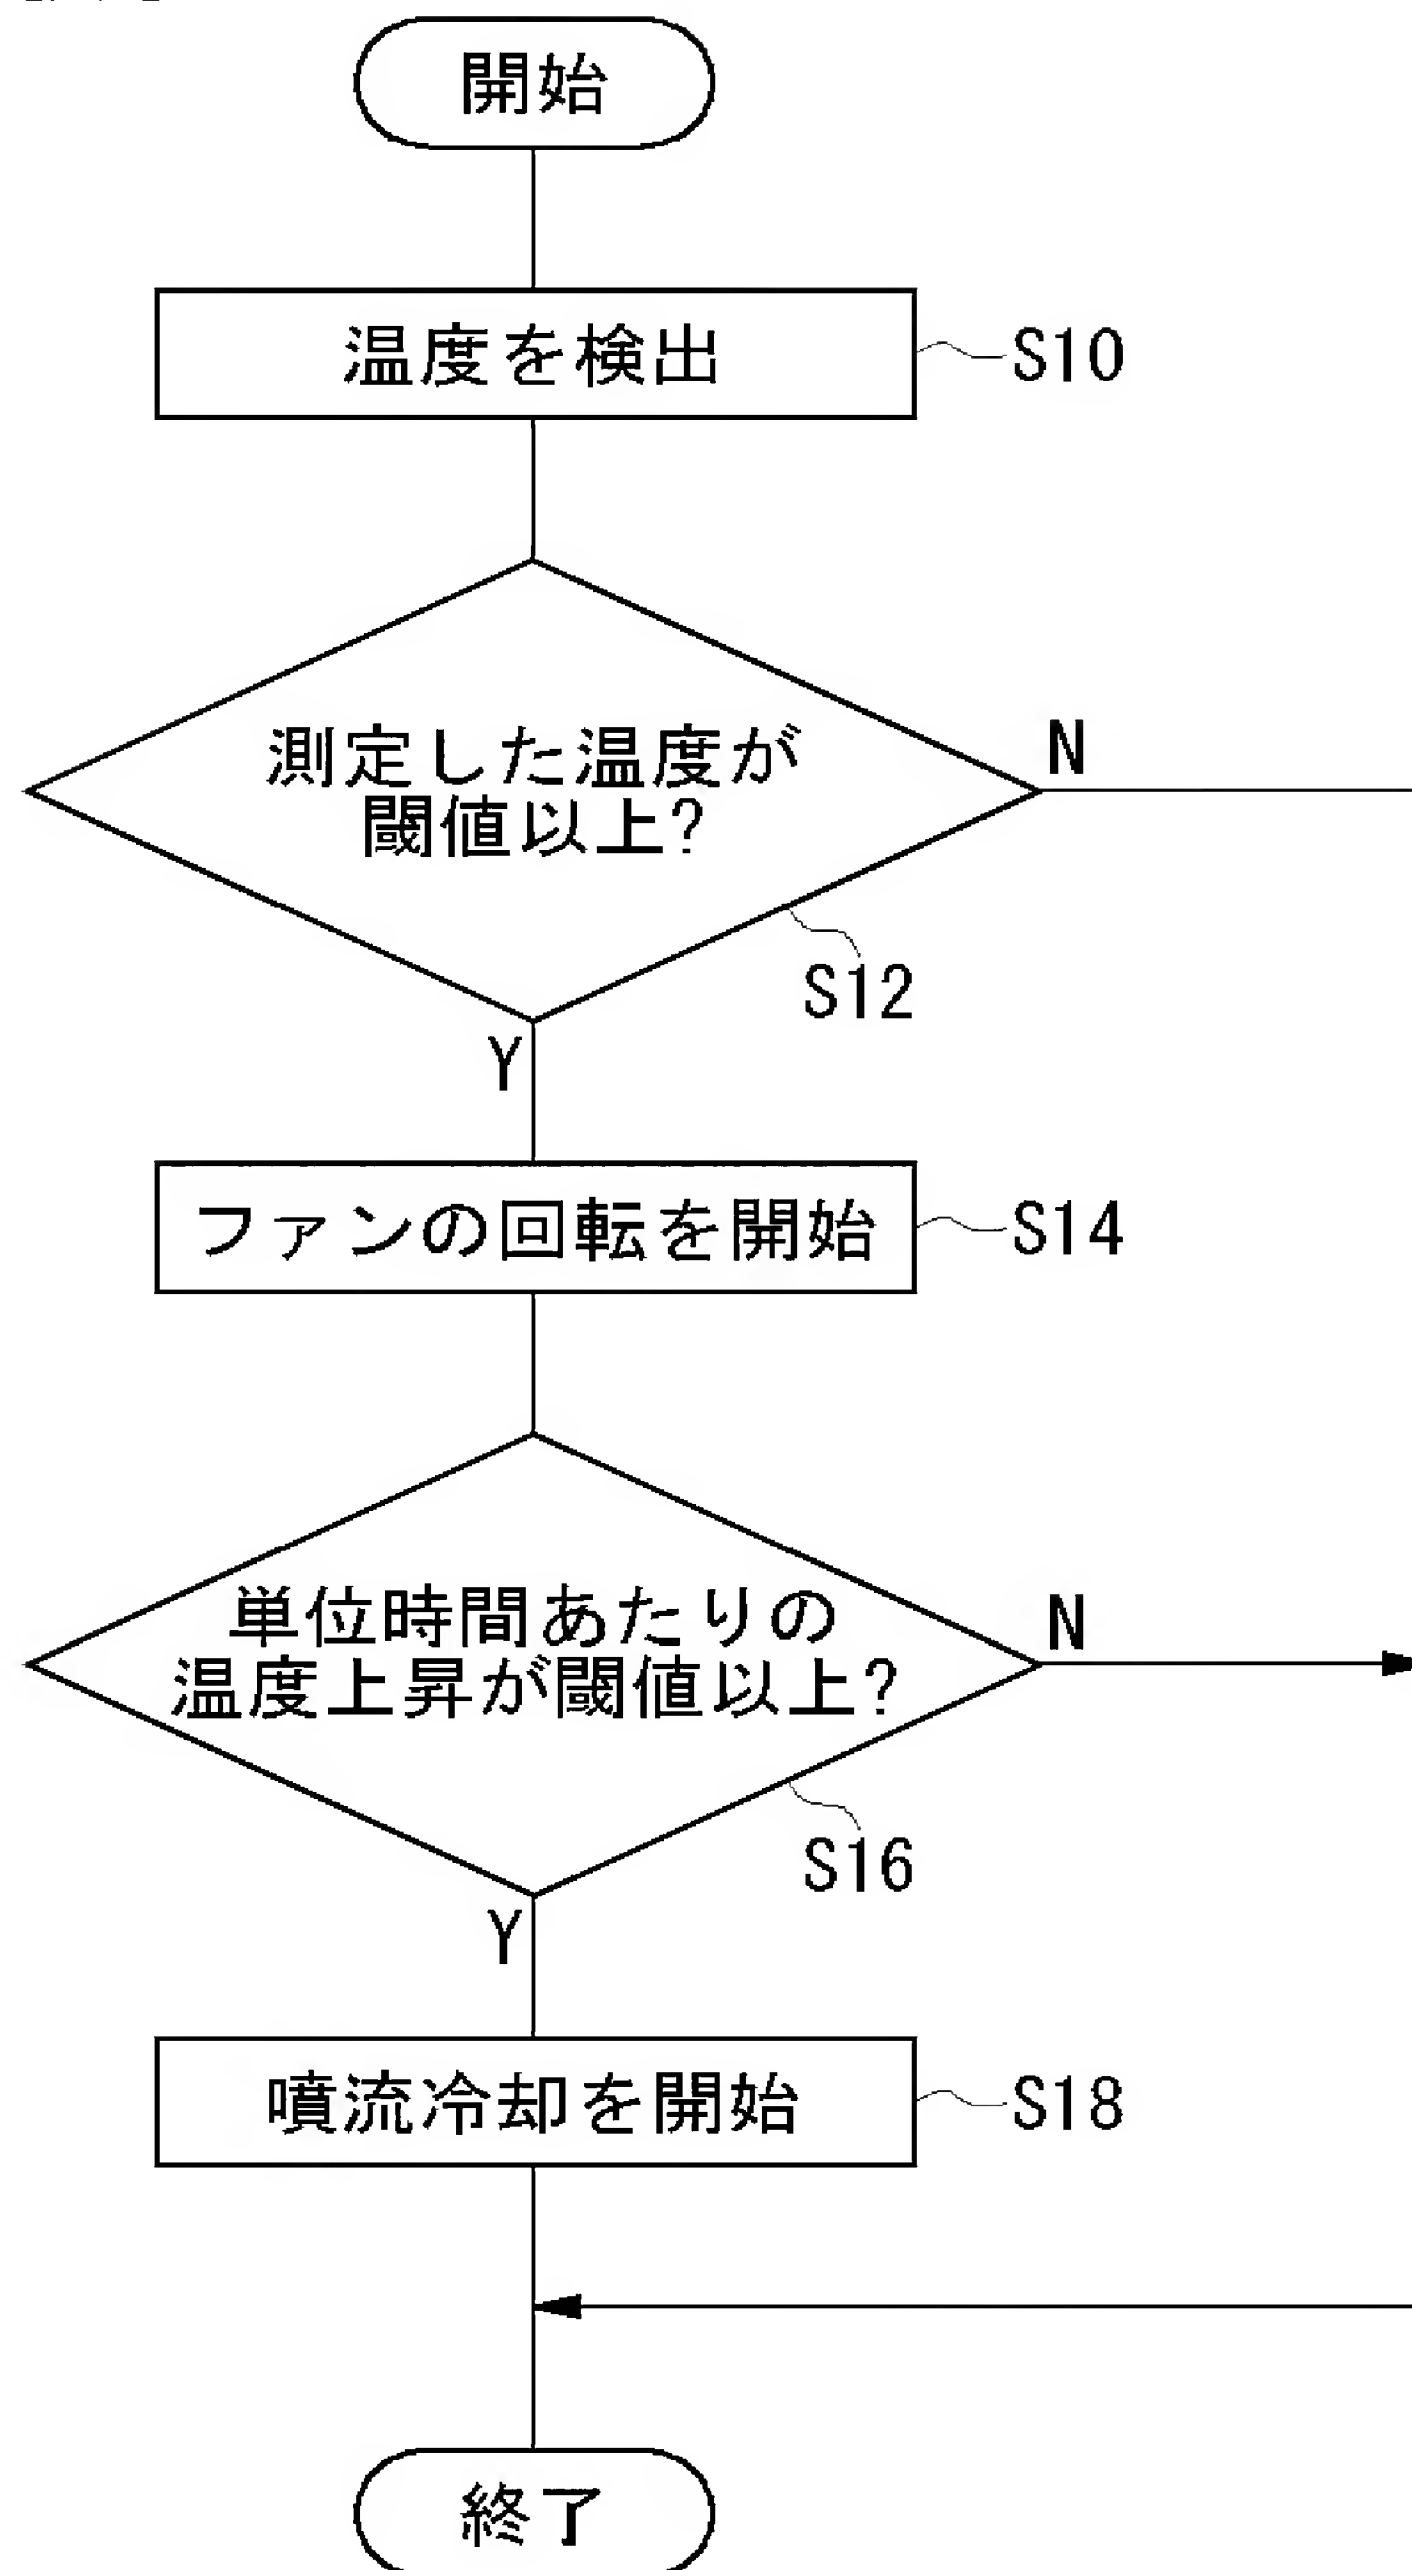 開始
温度を検出
S10
測定した温度が
閾値以上?
N
S12
Y
ファンの回転を開始
S14
単位時間あたりの
温度上昇が閾値以上?
N
S16
Y
噴流冷却を開始
S18
終了